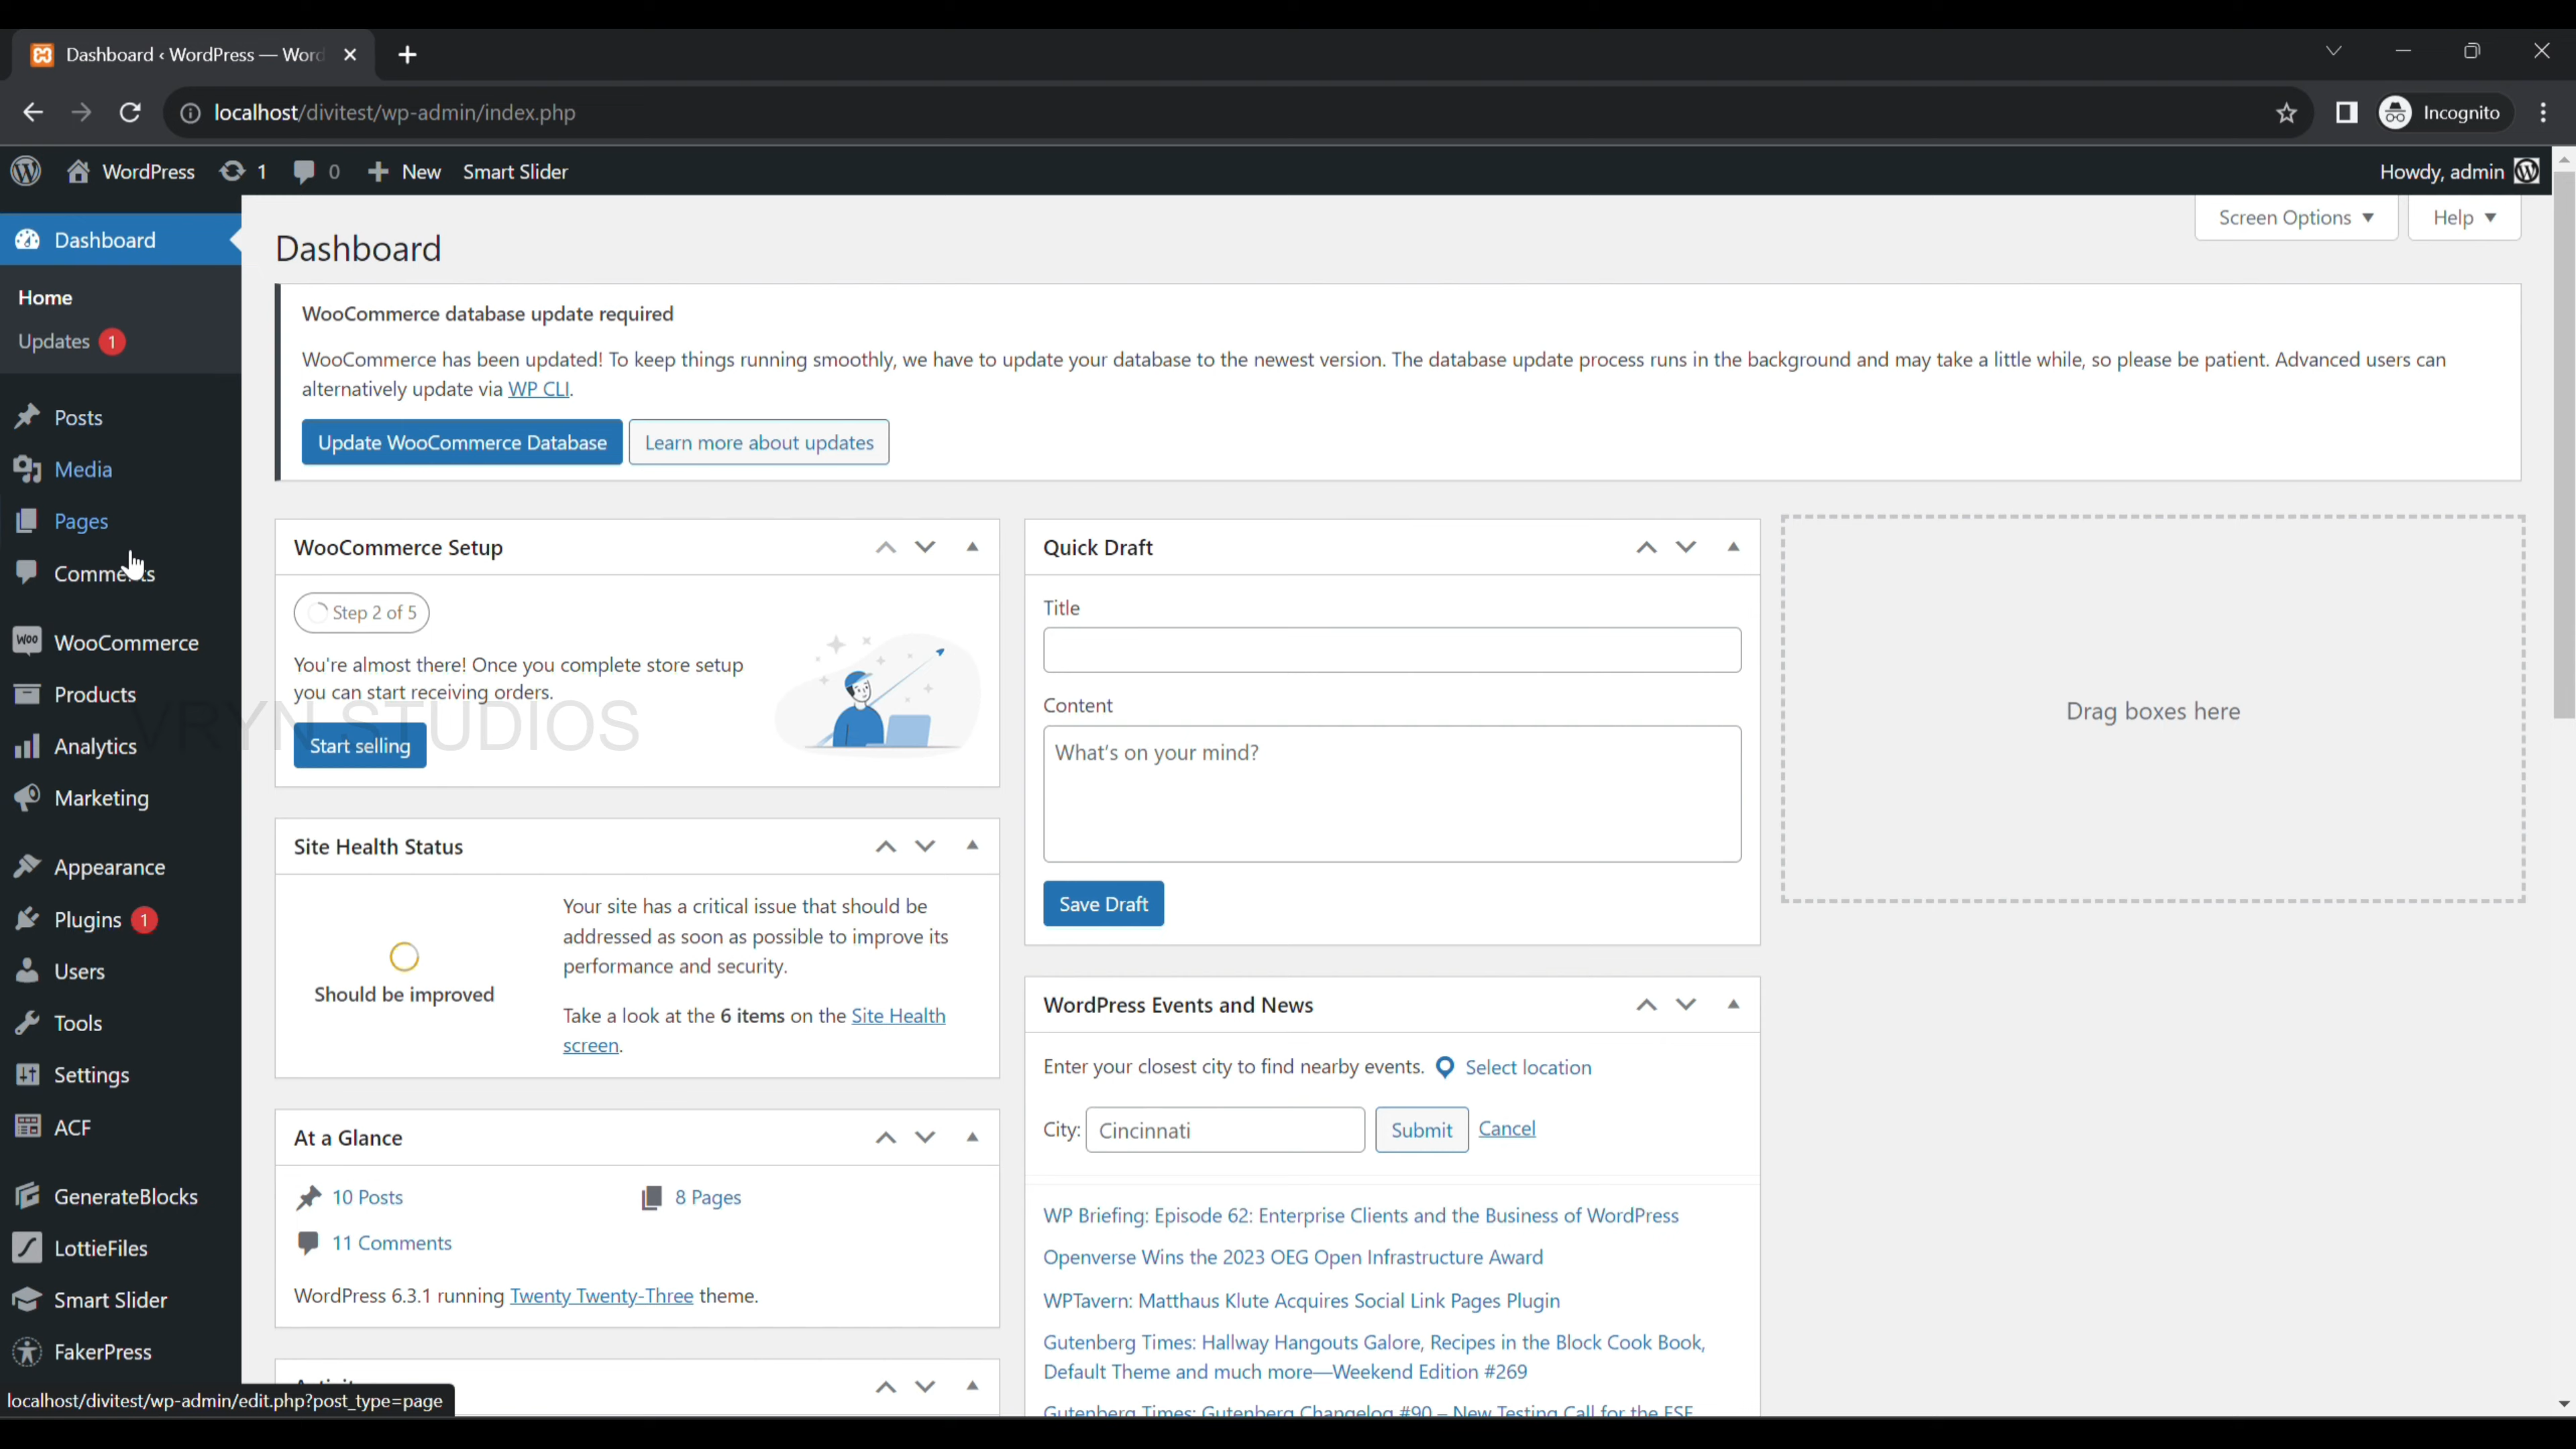 Dashboard ‹ WordPress — Word
localhost/divitest/wp-admin/index.php
Incognito
WordPress 1 0 New Smart Slider
Howdy, admin
Dashboard
Home
Updates 1
Posts
Media
Pages
Comments
WooCommerce
Products
Analytics
Marketing
Appearance
Plugins 1
Users
Tools
Settings
ACF
GenerateBlocks
LottieFiles
Smart Slider
FakerPress
localhost/divitest/wp-admin/edit.php?post_type=page
Screen Options
Help
Dashboard
WooCommerce database update required
WooCommerce has been updated! To keep things running smoothly, we have to update your database to the newest version. The database update process runs in the background and may take a little while, so please be patient. Advanced users can
alternatively update via WP CLI.
Update WooCommerce Database
Learn more about updates
WooCommerce Setup
Step 2 of 5
You're almost there! Once you complete store setup
you can start receiving orders.
Start selling
VRYN STUDIOS
Site Health Status
Should be improved
Your site has a critical issue that should be
addressed as soon as possible to improve its
performance and security.
Take a look at the 6 items on the Site Health
screen.
At a Glance
10 Posts
8 Pages
11 Comments
WordPress 6.3.1 running Twenty Twenty-Three theme.
Activity
Quick Draft
Title
Content
What's on your mind?
Save Draft
WordPress Events and News
Enter your closest city to find nearby events. Select location
City: Cincinnati Submit Cancel
WP Briefing: Episode 62: Enterprise Clients and the Business of WordPress
Openverse Wins the 2023 OEG Open Infrastructure Award
WPTavern: Matthaus Klute Acquires Social Link Pages Plugin
Gutenberg Times: Hallway Hangouts Galore, Recipes in the Block Cook Book,
Default Theme and much more—Weekend Edition #269
Gutenberg Times: Gutenberg Changelog #90 – New Testing Call for the FSE
Drag boxes here